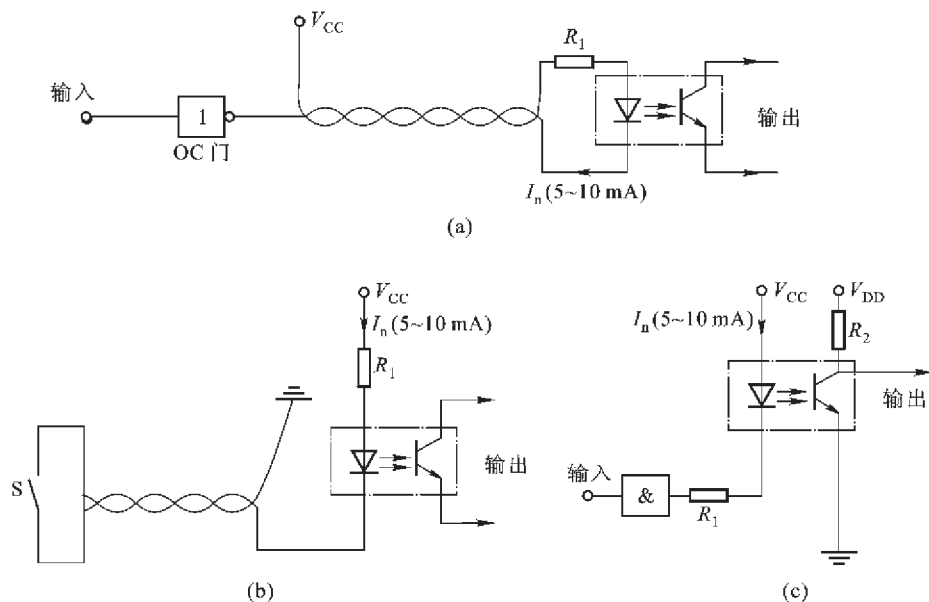 V_CC
R_1
输入
1
OC 门
输出
I_n (5~10 mA)
(a)
V_CC
I_n (5~10 mA)
R_1
S
输出
(b)
V_CC
V_DD
I_n (5~10 mA)
R_2
输出
输入
&
R_1
(c)